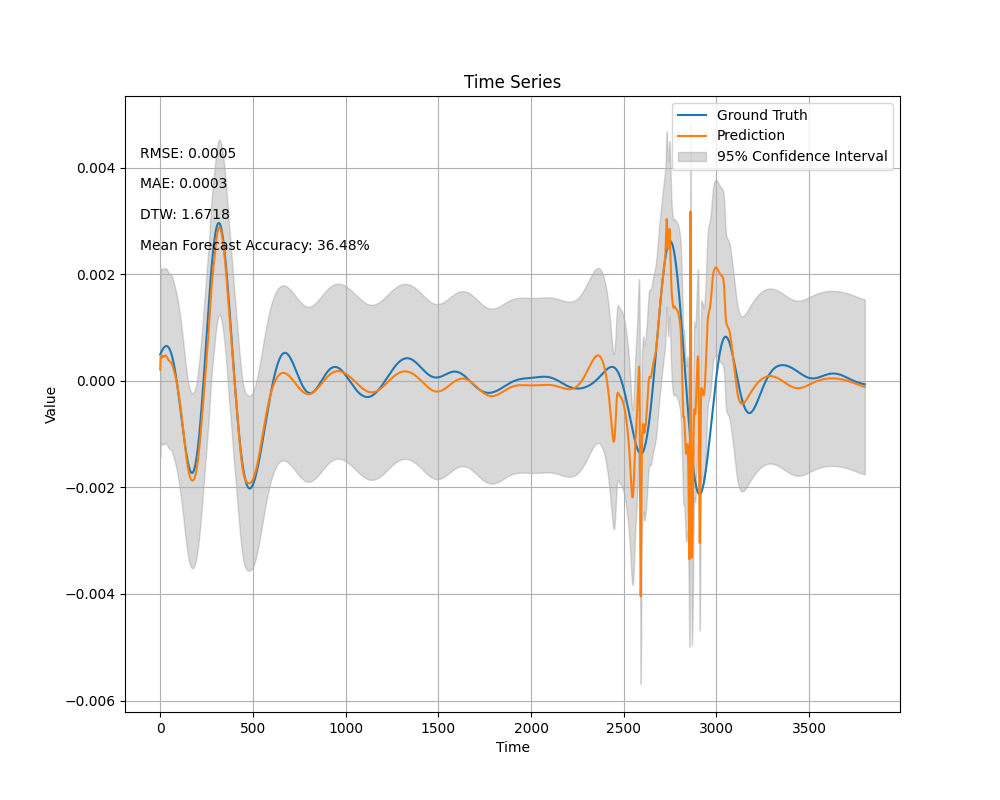 Time Series
Ground Truth
Prediction
95% Confidence Interval
RMSE: 0.0005
MAE: 0.0003
DTW: 1.6718
Mean Forecast Accuracy: 36.48%
0.004
0.002
0.000
−0.002
−0.004
−0.006
Value
0 500 1000 1500 2000 2500 3000 3500
Time